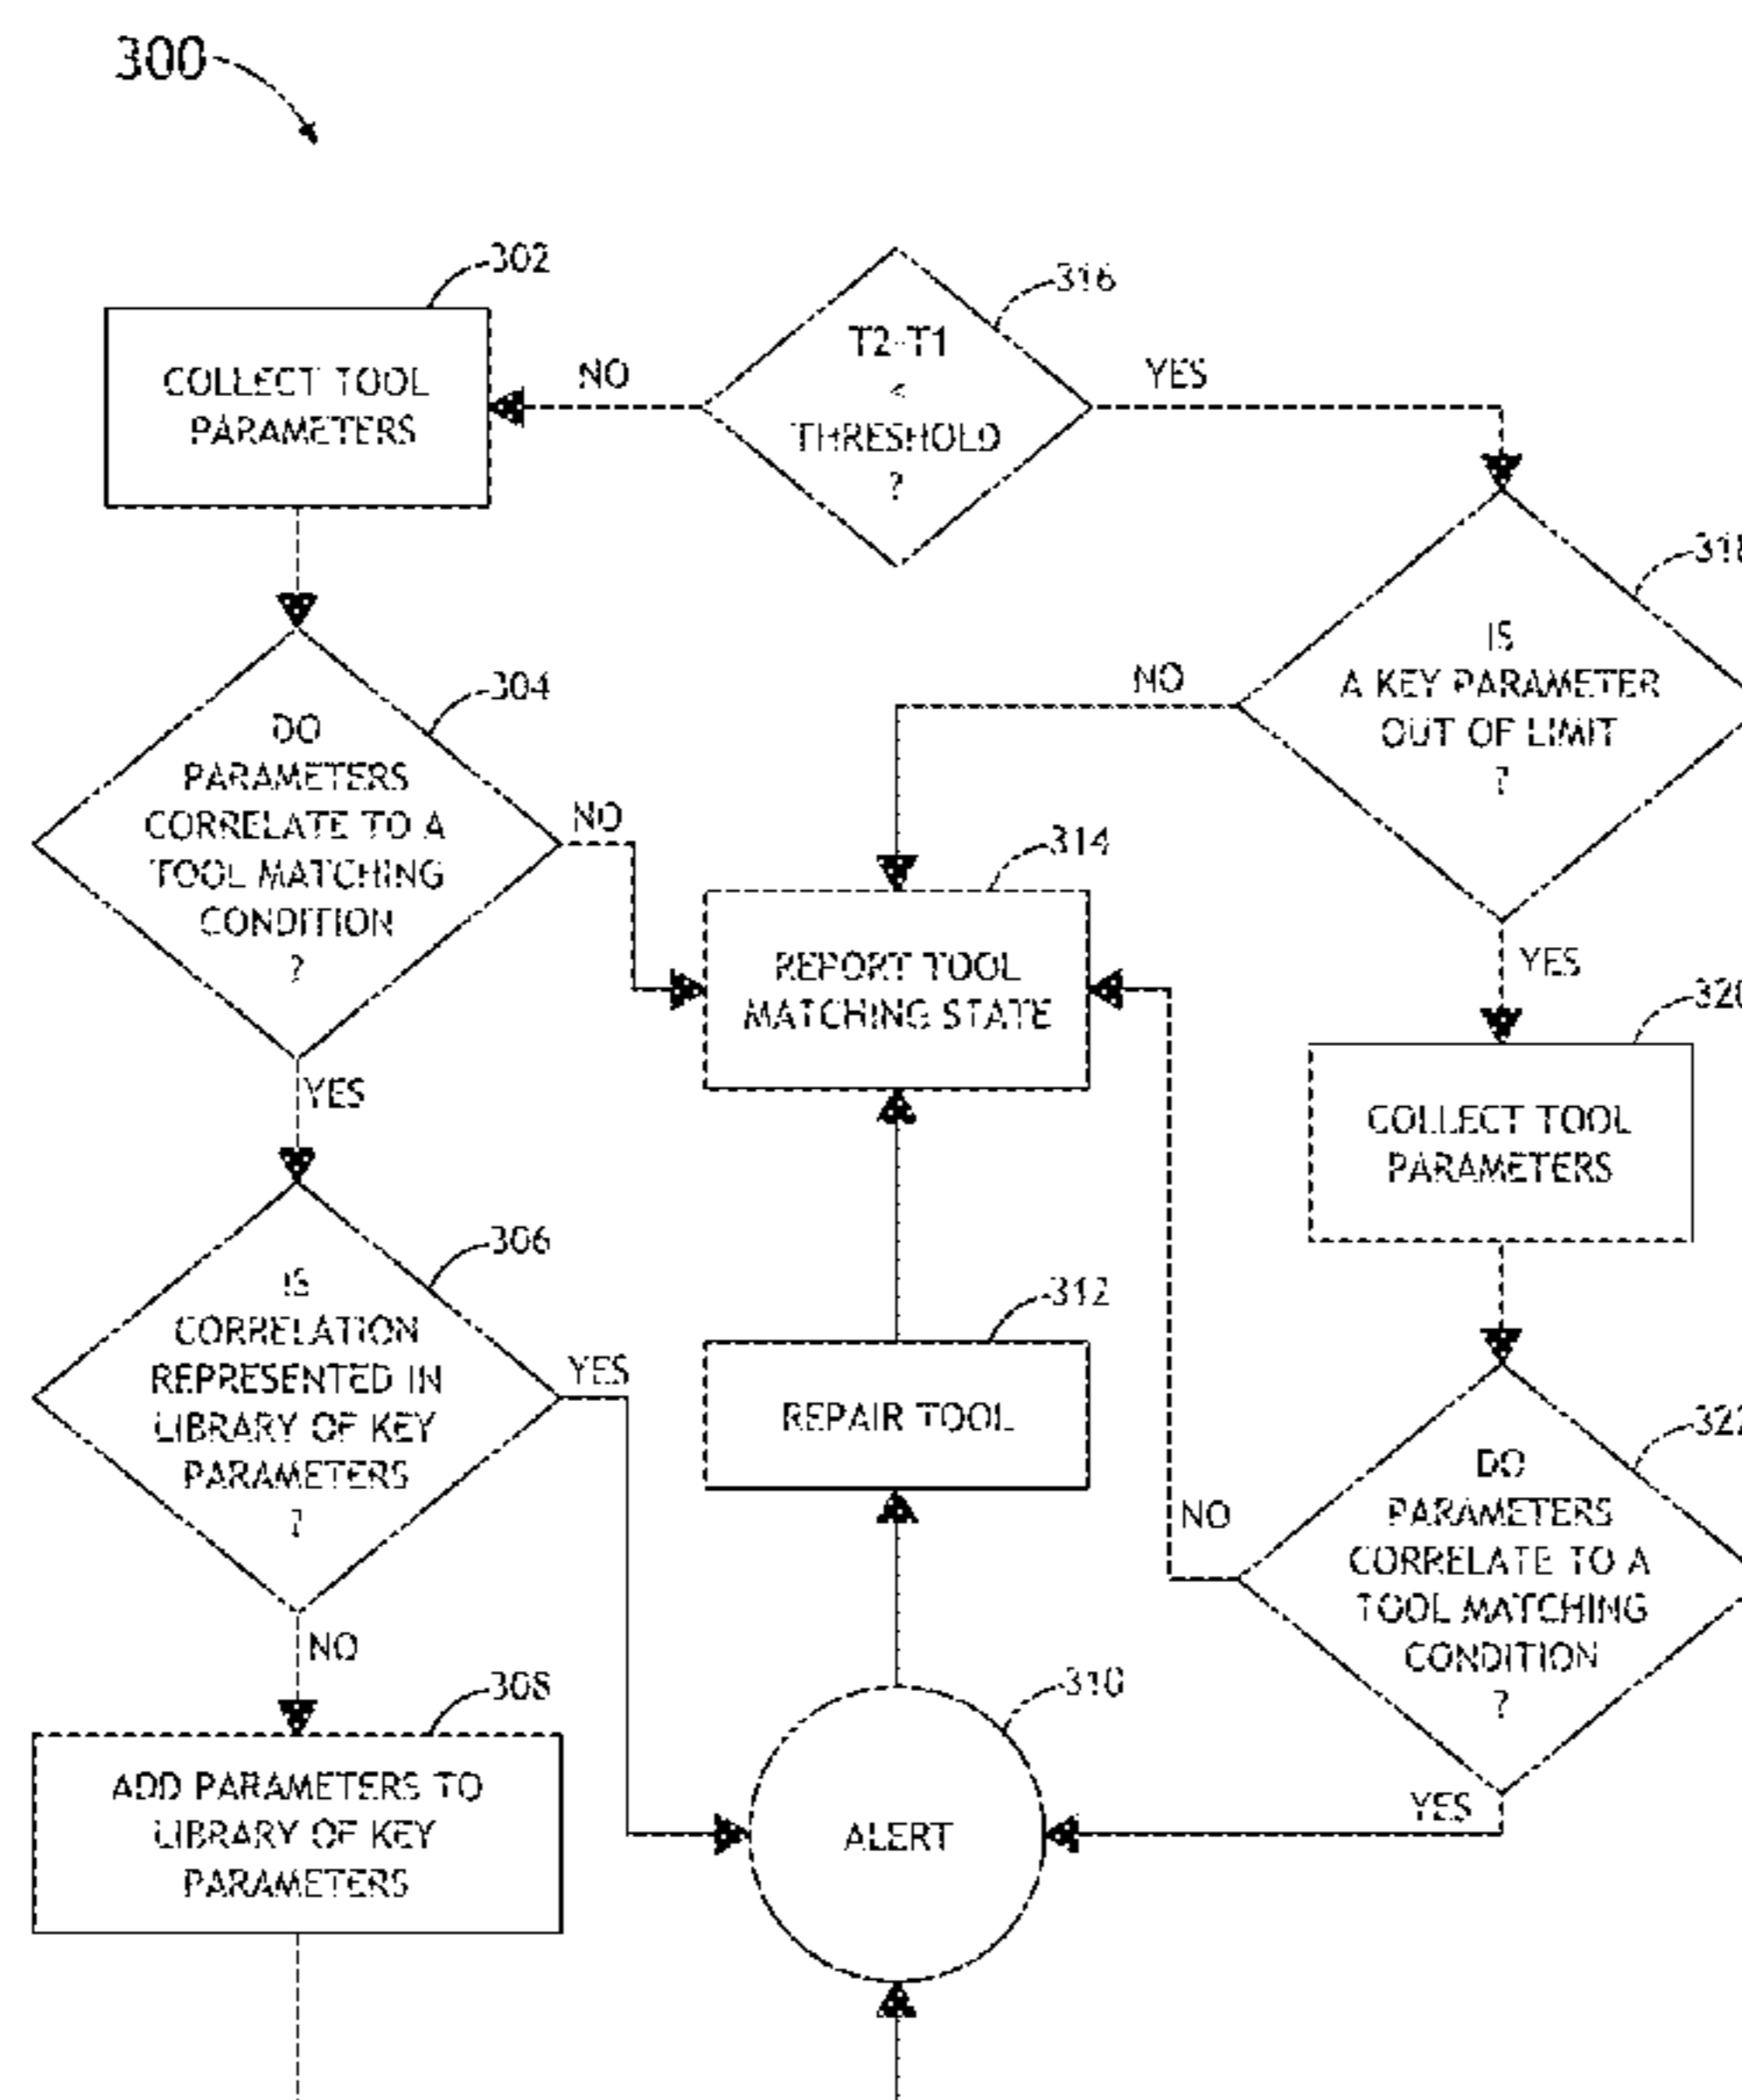 300
302
COLLECT TOOL
PARAMETERS
NO
316
T2-T1
<
THRESHOLD
?
YES
IS
A KEY PARAMETER
OUT OF LIMIT
?
NO
304
DO
PARAMETERS
CORRELATE TO A
TOOL MATCHING
CONDITION
?
NO
314
REPORT TOOL
MATCHING STATE
YES
320
COLLECT TOOL
PARAMETERS
YES
306
IS
CORRELATION
REPRESENTED IN
LIBRARY OF KEY
PARAMETERS
?
YES
312
REPAIR TOOL
322
DO
PARAMETERS
CORRELATE TO A
TOOL MATCHING
CONDITION
?
NO
NO
308
ADD PARAMETERS TO
LIBRARY OF KEY
PARAMETERS
310
ALERT
YES